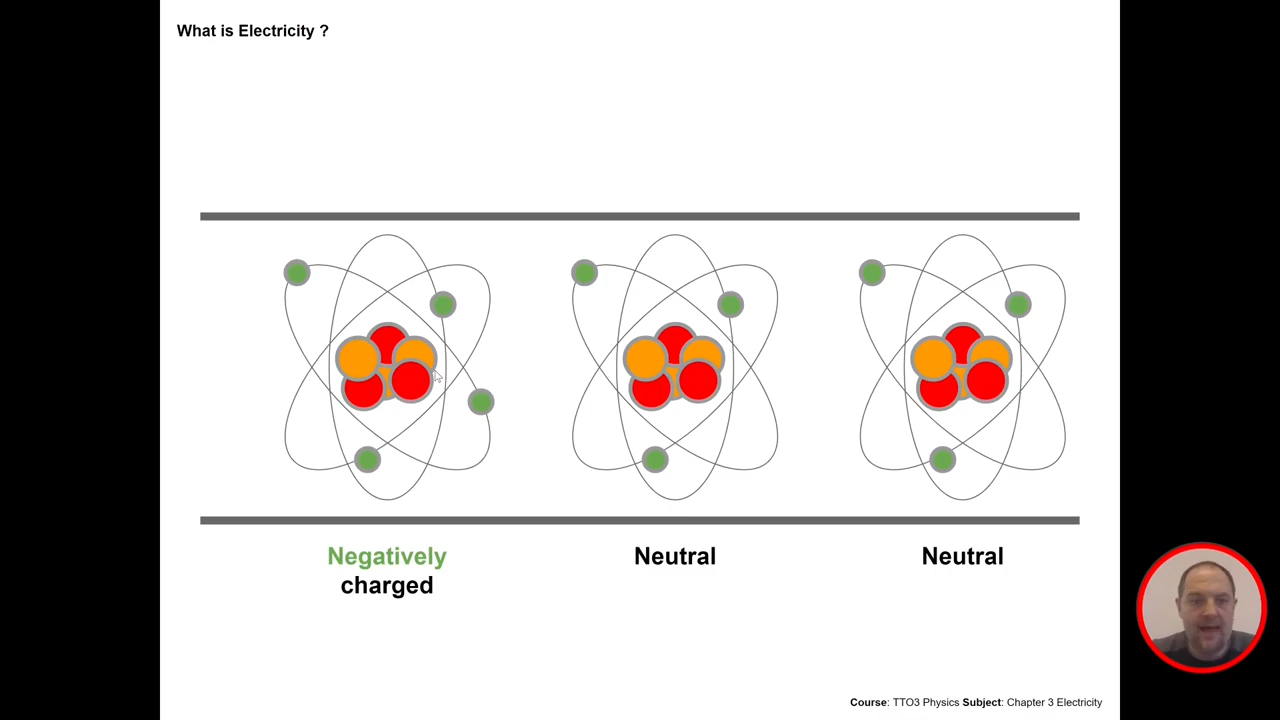 What is Electricity ?
Negatively
charged
Neutral
Neutral
Course: TTO3 Physics Subject: Chapter 3 Electricity